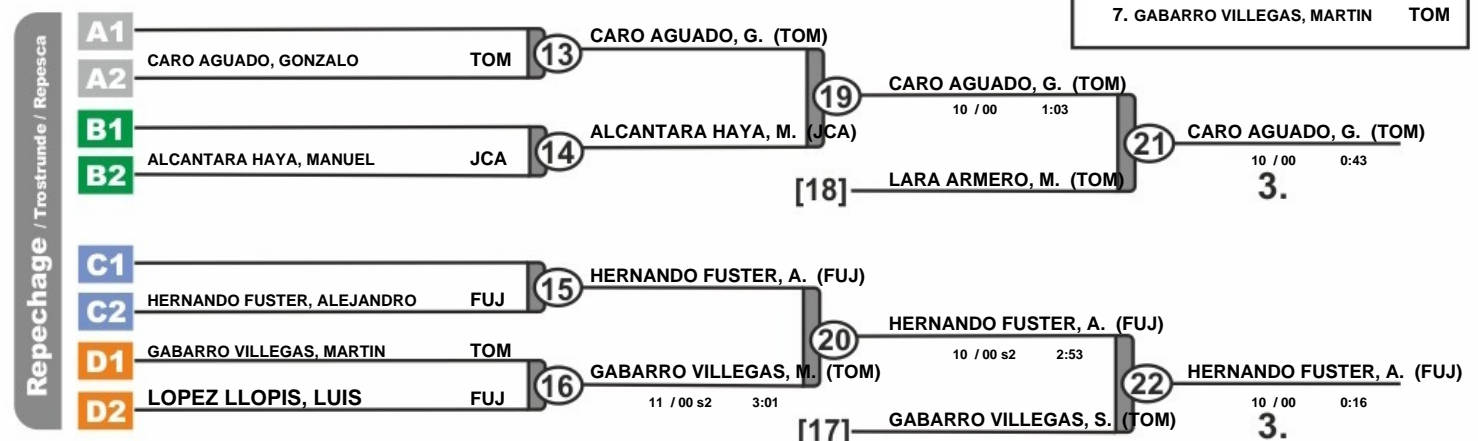 7. GABARRO VILLEGAS, MARTIN TOM
Repechage / Trostrunde / Repesca
A1
CARO AGUADO, GONZALO TOM
A2
13
CARO AGUADO, G. (TOM)
B1
ALCANTARA HAYA, MANUEL JCA
B2
14
ALCANTARA HAYA, M. (JCA)
19
CARO AGUADO, G. (TOM)
10 / 00 1:03
[18]
LARA ARMERO, M. (TOM)
21
CARO AGUADO, G. (TOM)
10 / 00 0:43
3.
C1
HERNANDO FUSTER, ALEJANDRO FUJ
C2
15
HERNANDO FUSTER, A. (FUJ)
D1
GABARRO VILLEGAS, MARTIN TOM
LOPEZ LLOPIS, LUIS FUJ
D2
16
GABARRO VILLEGAS, M. (TOM)
11 / 00 s2 3:01
20
HERNANDO FUSTER, A. (FUJ)
10 / 00 s2 2:53
[17]
GABARRO VILLEGAS, S. (TOM)
22
HERNANDO FUSTER, A. (FUJ)
10 / 00 0:16
3.